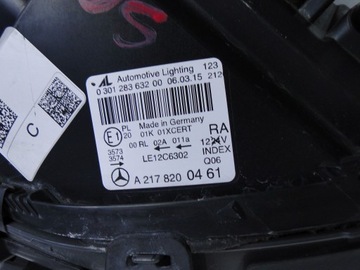 AL Automotive Lighting 123
0 301 283 632 00 06.03.15 212
Made in Germany
E1 PL 01K 01XCERT RA
20 00 RL 02A 011a 12V
3573
3574 LE12C6302 INDEX
Q06
A 217 820 04 61
C